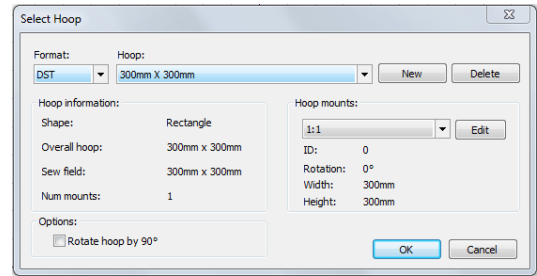 Select Hoop
Format: Hoop:
DST 300mm X 300mm New Delete
Hoop information:
Shape: Rectangle
Overall hoop: 300mm x 300mm
Sew field: 300mm x 300mm
Num mounts: 1
Hoop mounts:
1:1 Edit
ID: 0
Rotation: 0°
Width: 300mm
Height: 300mm
Options:
Rotate hoop by 90°
OK Cancel